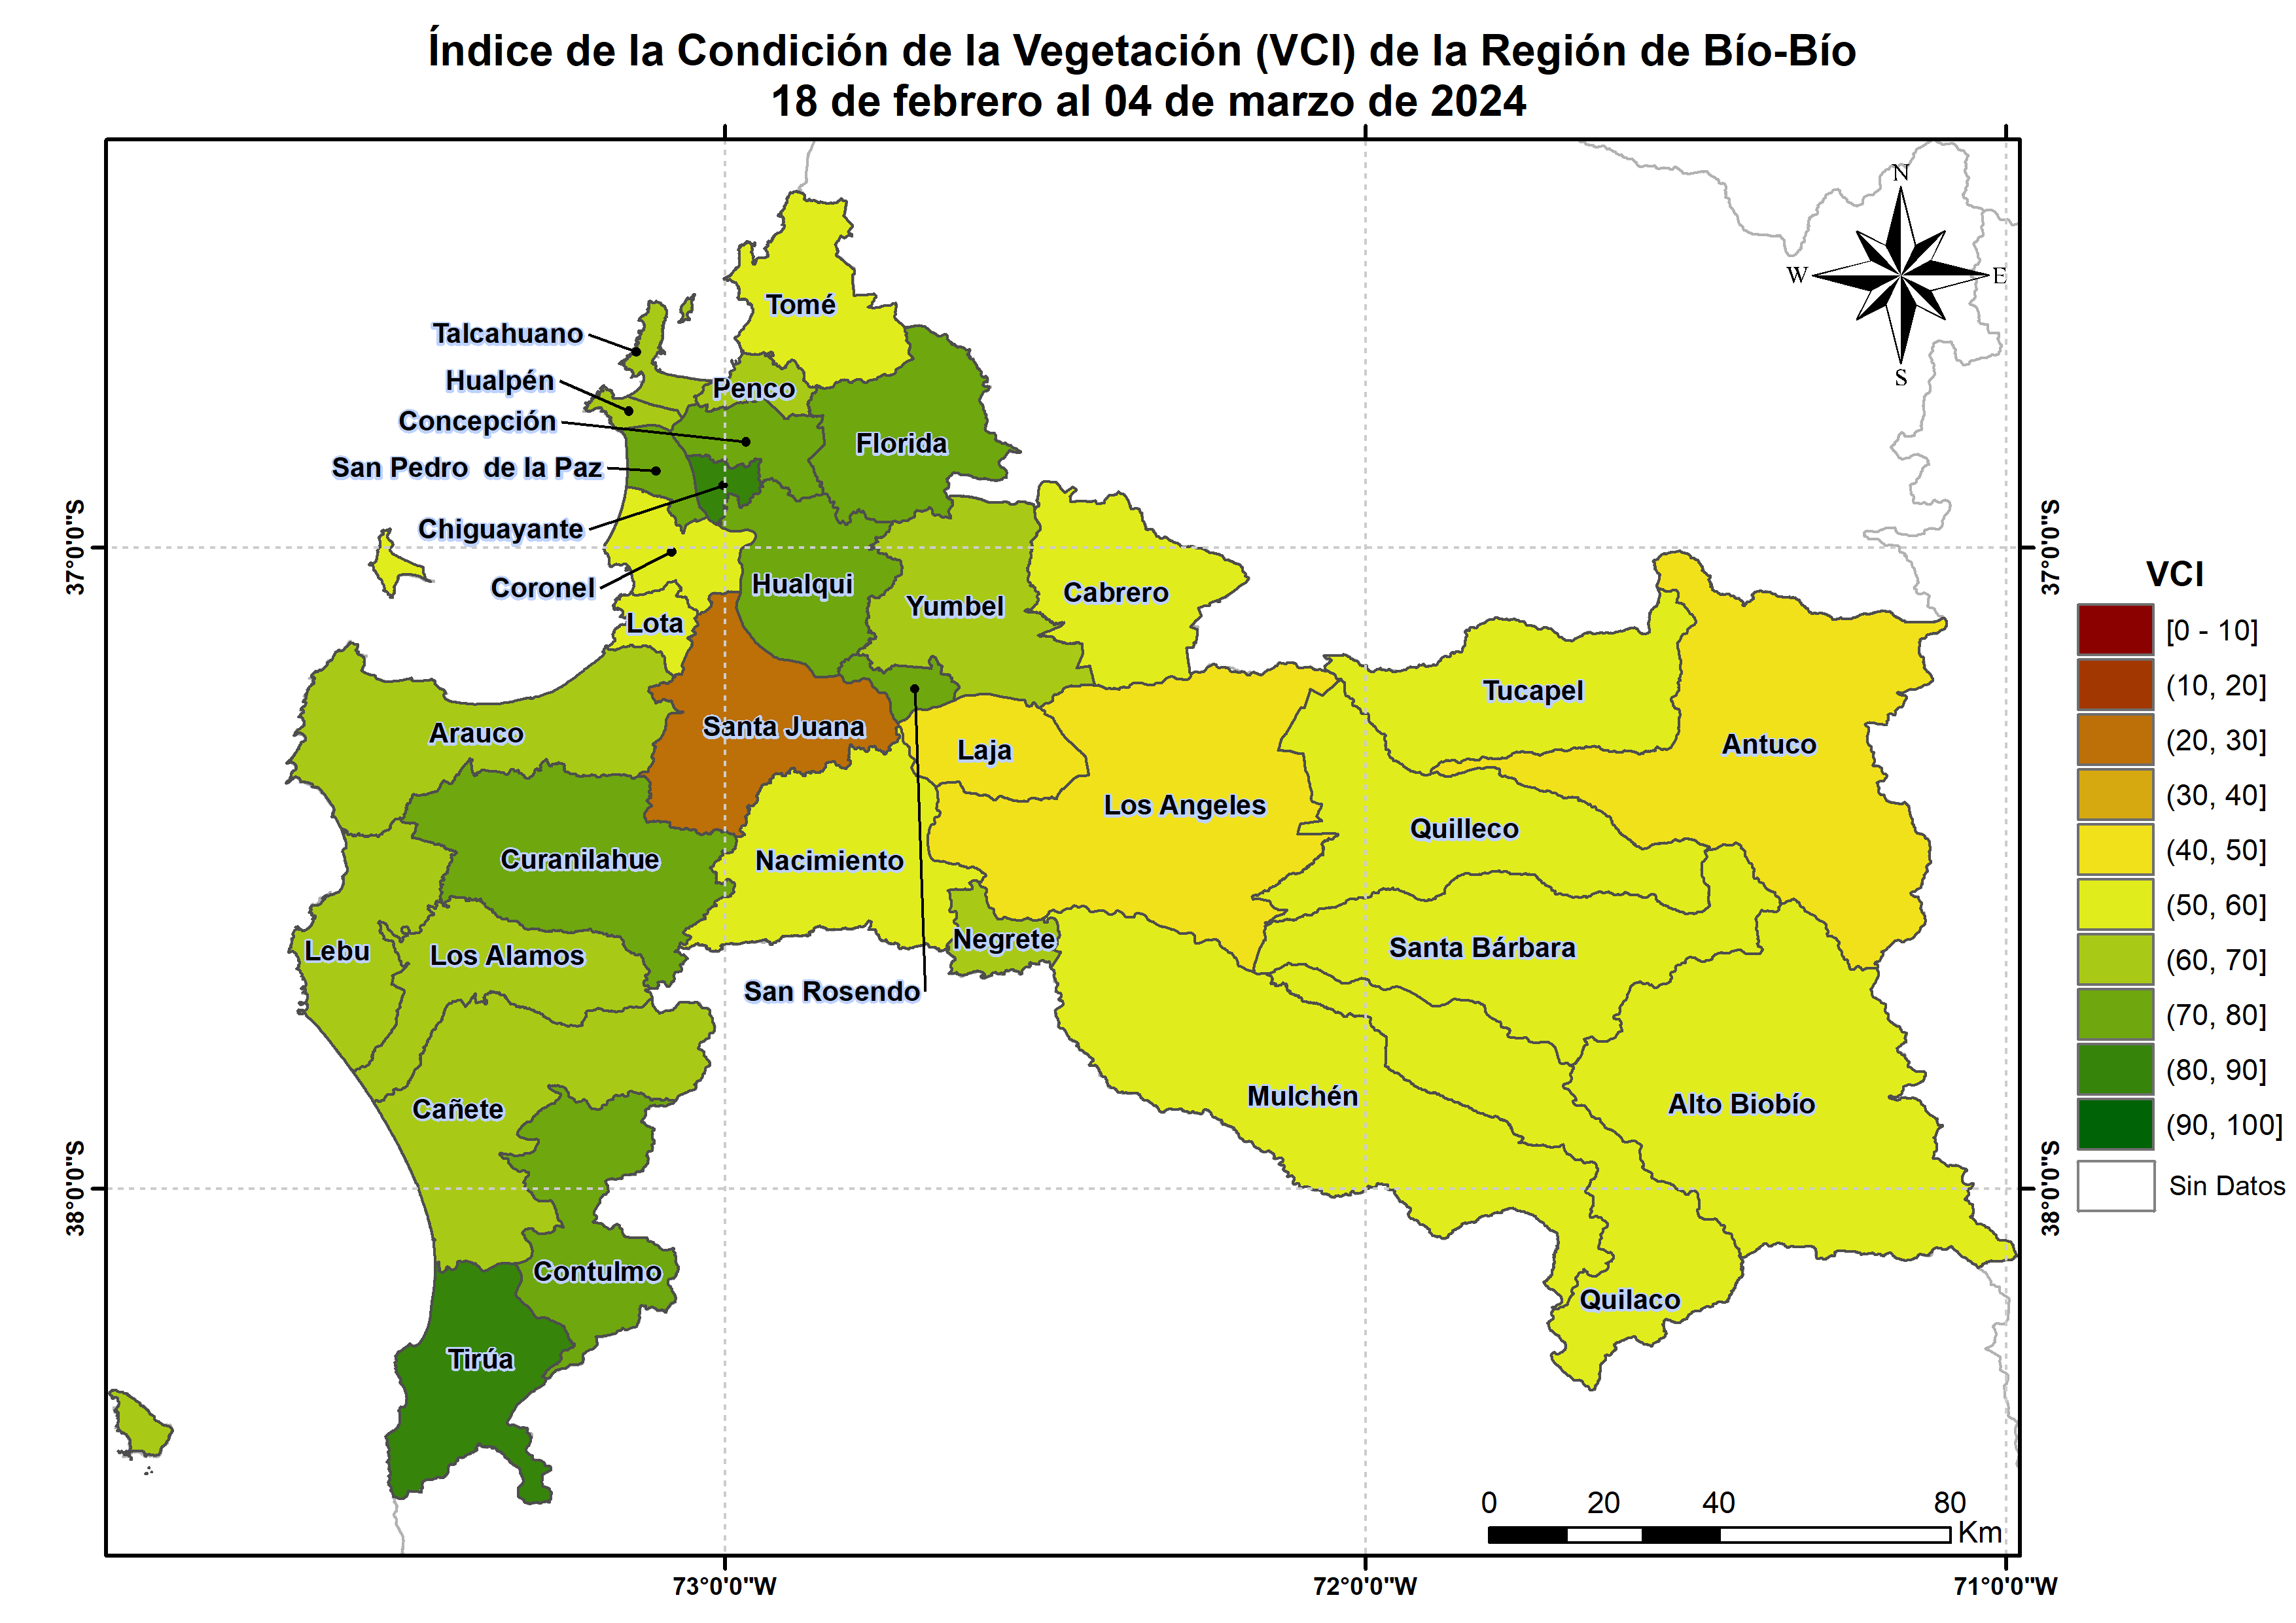 Índice de la Condición de la Vegetación (VCI) de la Región de Bío-Bío
18 de febrero al 04 de marzo de 2024
N
W
E
S
Tomé
Talcahuano
Hualpén
Penco
Concepción
Florida
San Pedro de la Paz
Chiguayante
Coronel
Hualqui
Yumbel
Cabrero
Lota
Arauco
Santa Juana
Laja
Tucapel
Antuco
Los Angeles
Quilleco
Curanilahue
Nacimiento
Negrete
Santa Bárbara
Lebu
Los Alamos
San Rosendo
Mulchén
Alto Biobío
Cañete
Contulmo
Quilaco
Tirúa
37°0'0"S
38°0'0"S
37°0'0"S
38°0'0"S
73°0'0"W
72°0'0"W
71°0'0"W
0 20 40 80
Km
VCI
[0 - 10]
(10, 20]
(20, 30]
(30, 40]
(40, 50]
(50, 60]
(60, 70]
(70, 80]
(80, 90]
(90, 100]
Sin Datos